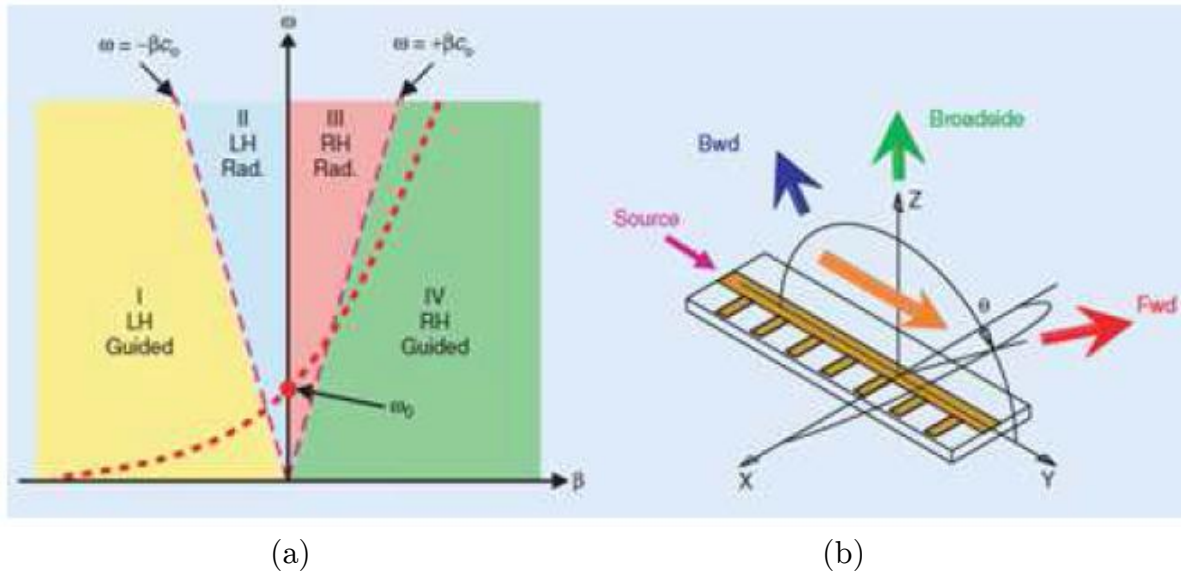 ω
ω = −βc₀
ω = +βc₀
II
LH
Rad.
III
RH
Rad.
I
LH
Guided
IV
RH
Guided
ω₀
β
Broadside
Bwd
Source
Z
θ
Fwd
X
Y
(a)
(b)